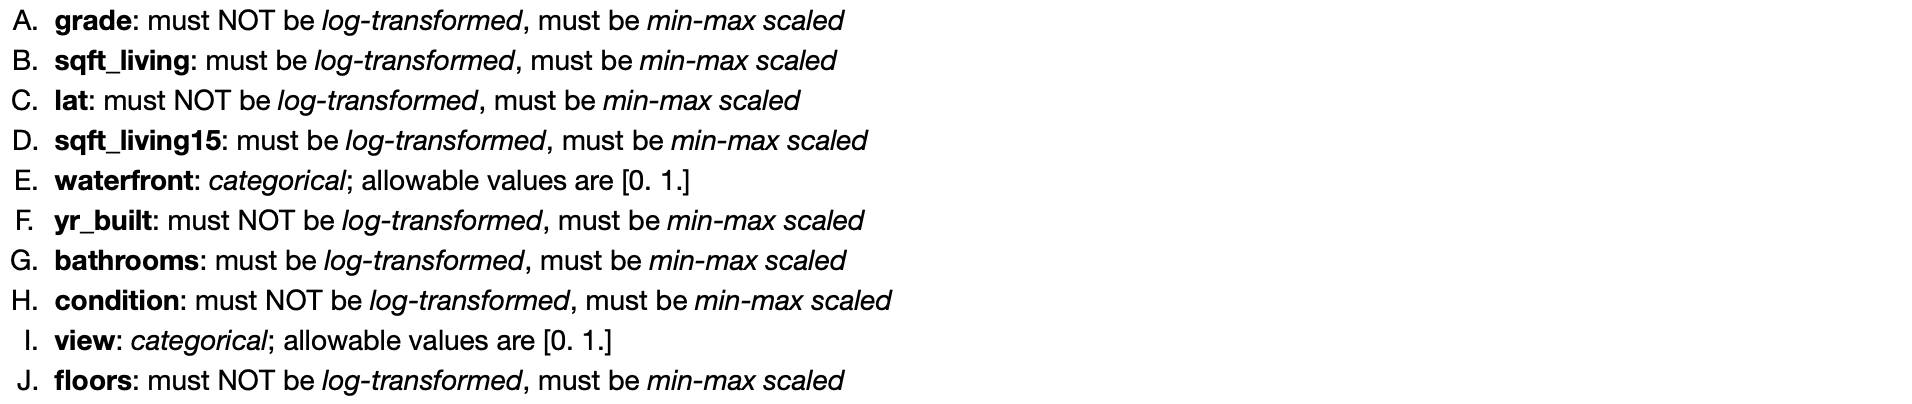 A. grade: must NOT be log-transformed, must be min-max scaled
B. sqft_living: must be log-transformed, must be min-max scaled
C. lat: must NOT be log-transformed, must be min-max scaled
D. sqft_living15: must be log-transformed, must be min-max scaled
E. waterfront: categorical; allowable values are [0. 1.]
F. yr_built: must NOT be log-transformed, must be min-max scaled
G. bathrooms: must be log-transformed, must be min-max scaled
H. condition: must NOT be log-transformed, must be min-max scaled
I. view: categorical; allowable values are [0. 1.]
J. floors: must NOT be log-transformed, must be min-max scaled